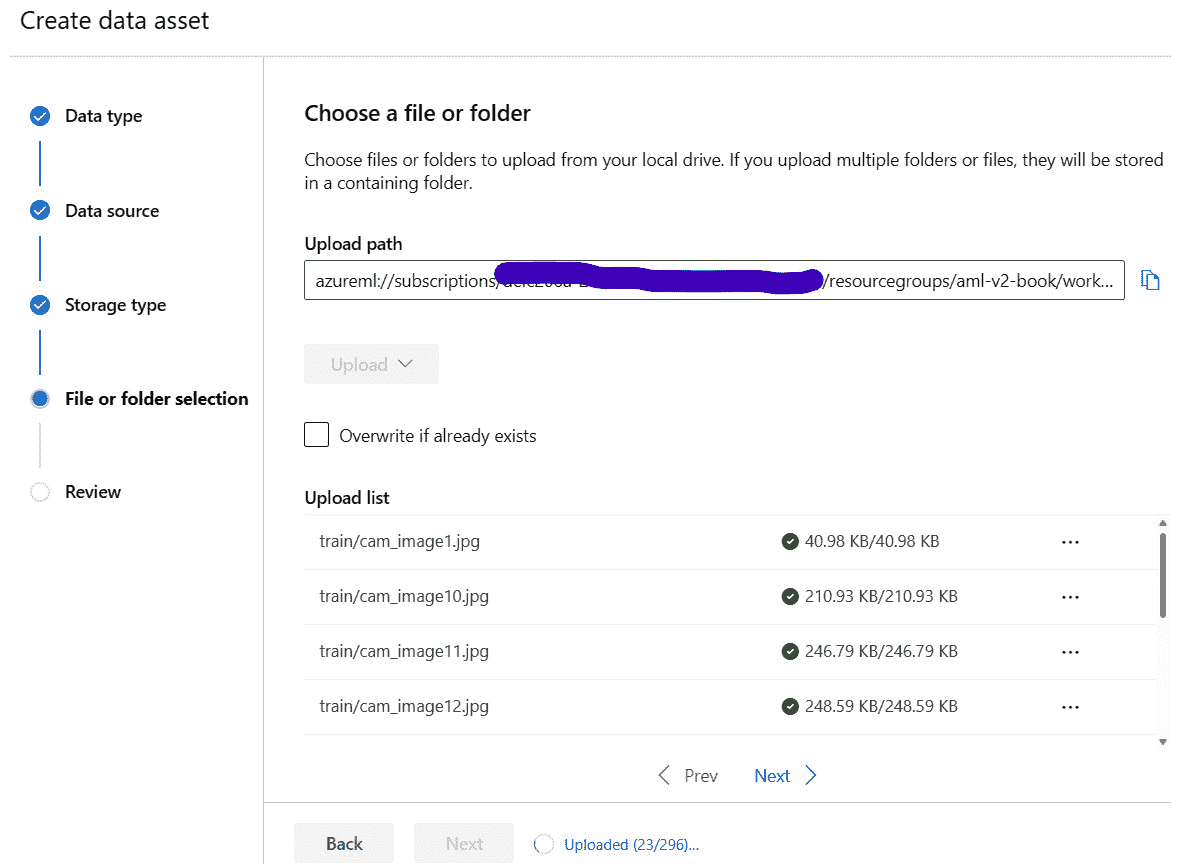 Create data asset
Data type
Data source
Storage type
File or folder selection
Review
Choose a file or folder
Choose files or folders to upload from your local drive. If you upload multiple folders or files, they will be stored
in a containing folder.
Upload path
azureml://subscriptions/ /resourcegroups/aml-v2-book/work...
Upload
Overwrite if already exists
Upload list
train/cam_image1.jpg 40.98 KB/40.98 KB ...
train/cam_image10.jpg 210.93 KB/210.93 KB ...
train/cam_image11.jpg 246.79 KB/246.79 KB ...
train/cam_image12.jpg 248.59 KB/248.59 KB ...
Prev Next
Back Next Uploaded (23/296)...